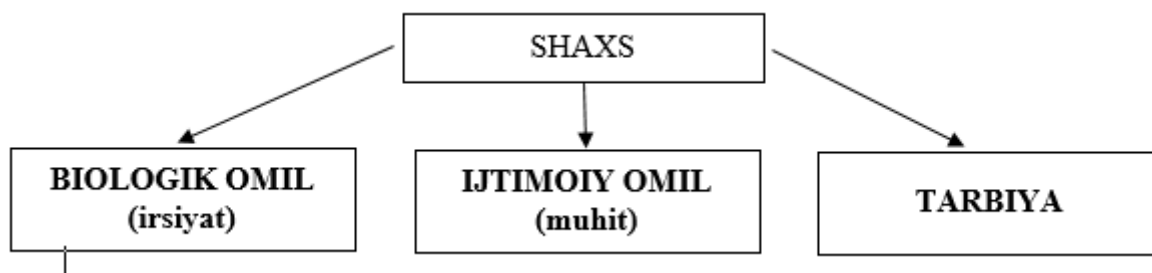 SHAXS
BIOLOGIK OMIL
(irsiyat)
IJTIMOIY OMIL
(muhit)
TARBIYA